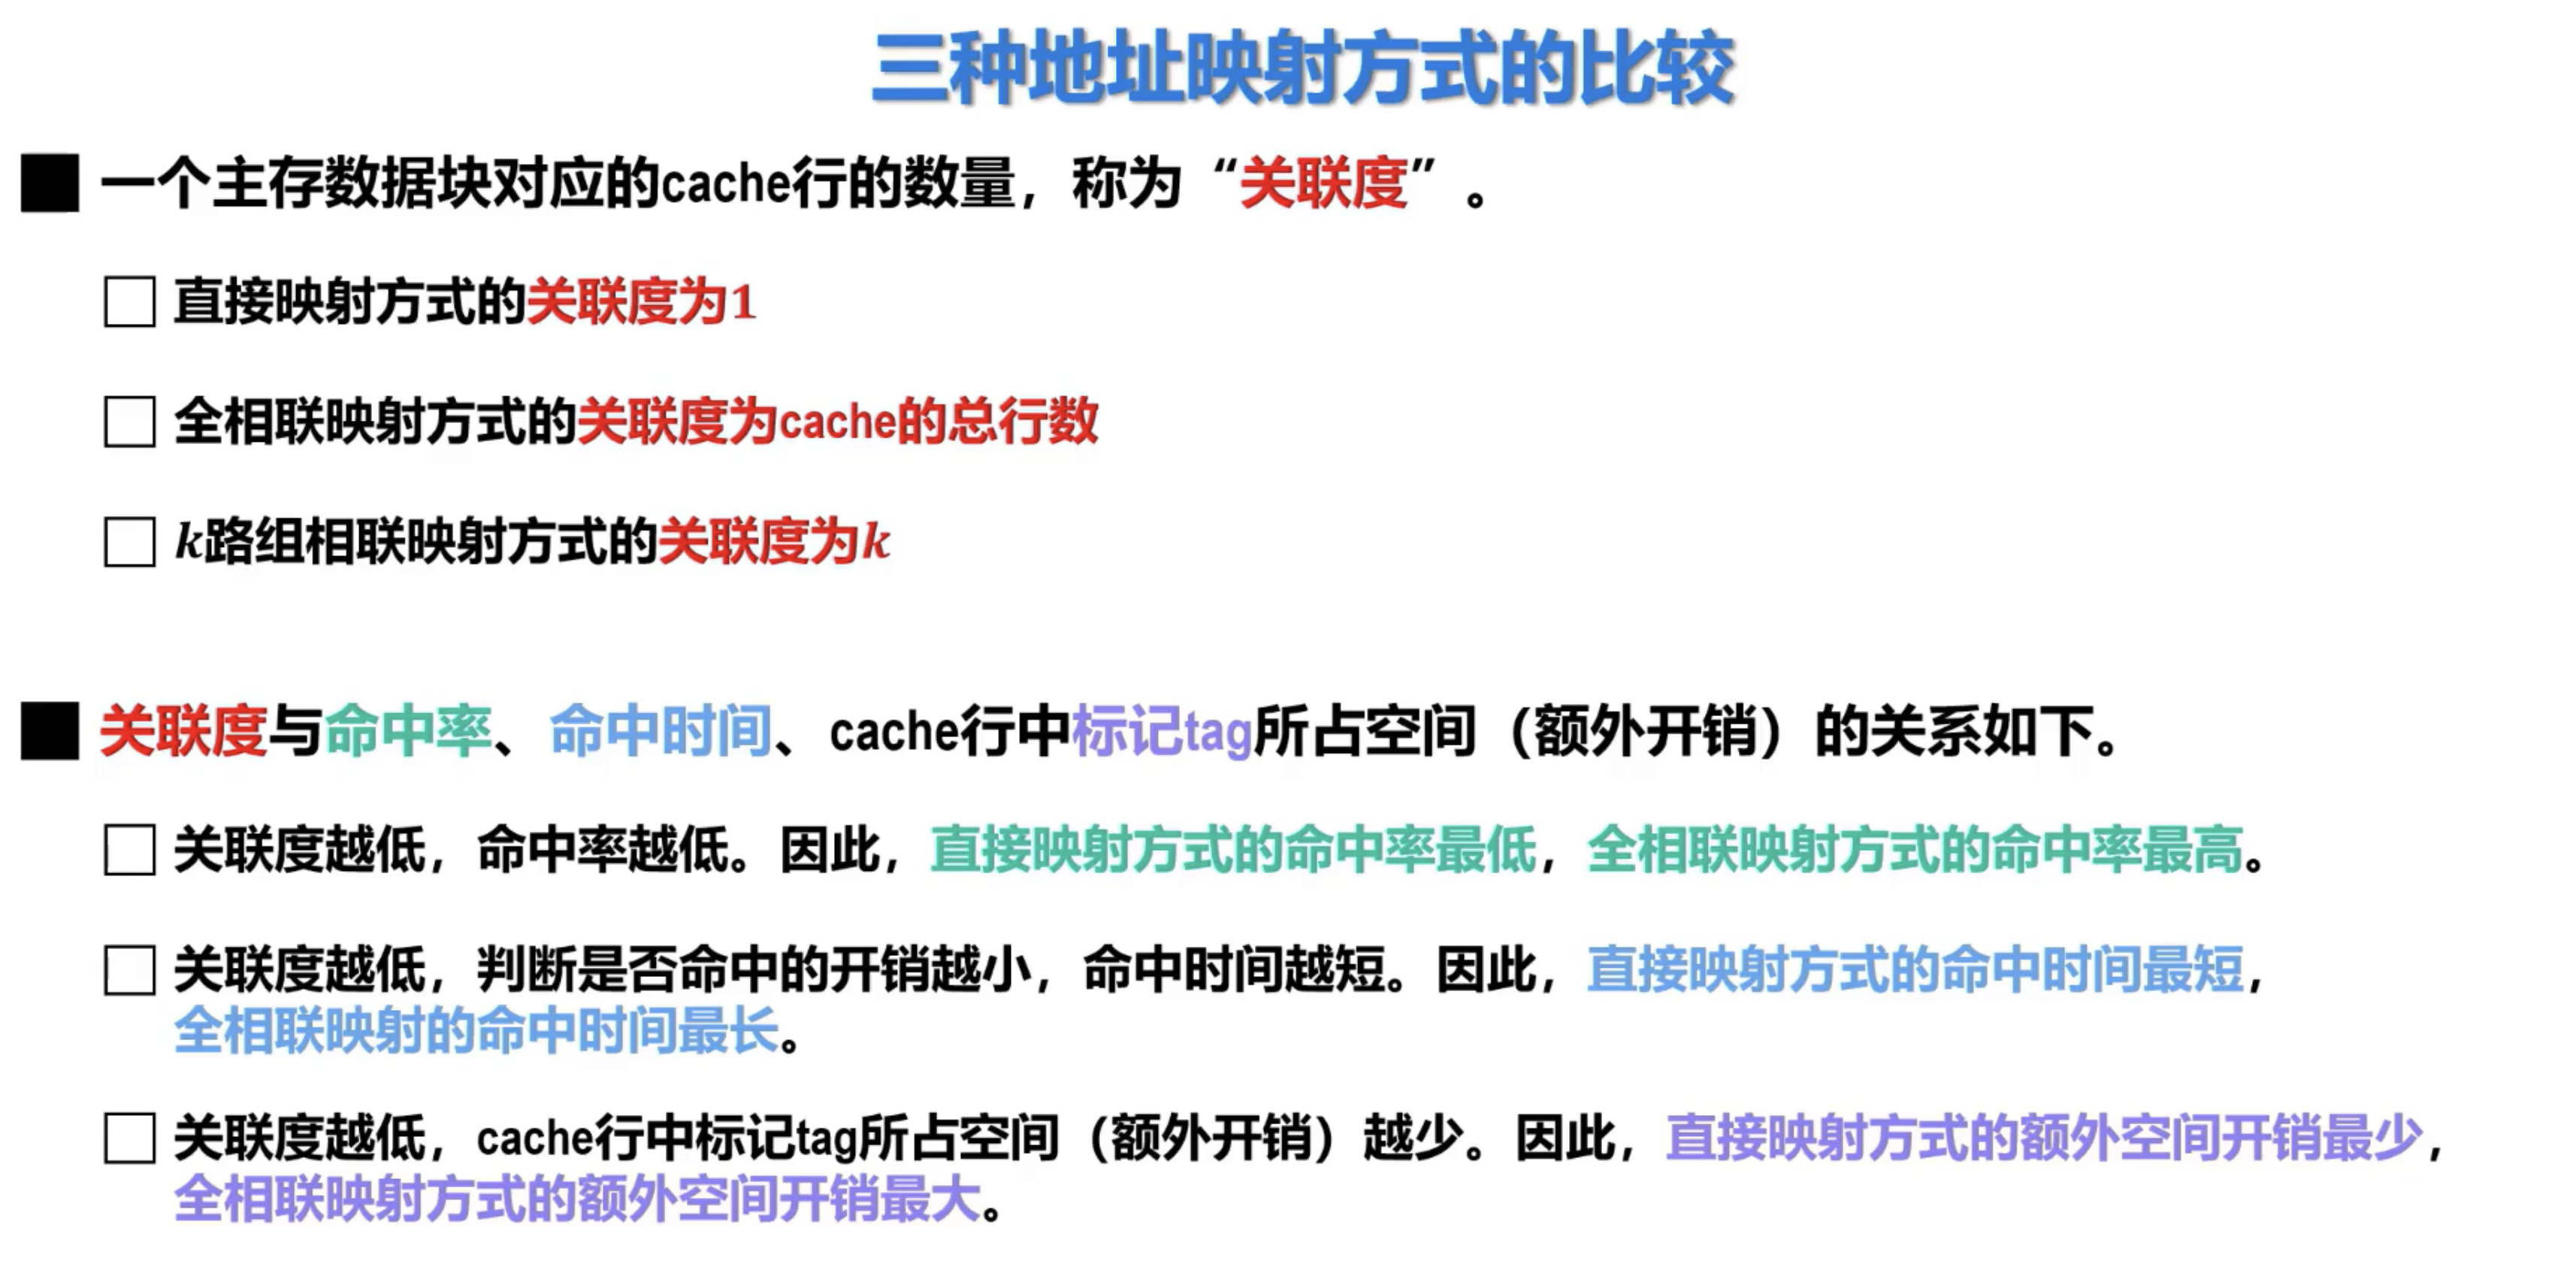 三种地址映射方式的比较
一个主存数据块对应的cache行的数量，称为“关联度”。
直接映射方式的关联度为1
全相联映射方式的关联度为cache的总行数
k路组相联映射方式的关联度为k
关联度与命中率、命中时间、cache行中标记tag所占空间（额外开销）的关系如下。
关联度越低，命中率越低。因此，直接映射方式的命中率最低，全相联映射方式的命中率最高。
关联度越低，判断是否命中的开销越小，命中时间越短。因此，直接映射方式的命中时间最短，
全相联映射的命中时间最长。
关联度越低，cache行中标记tag所占空间（额外开销）越少。因此，直接映射方式的额外空间开销最少，
全相联映射方式的额外空间开销最大。